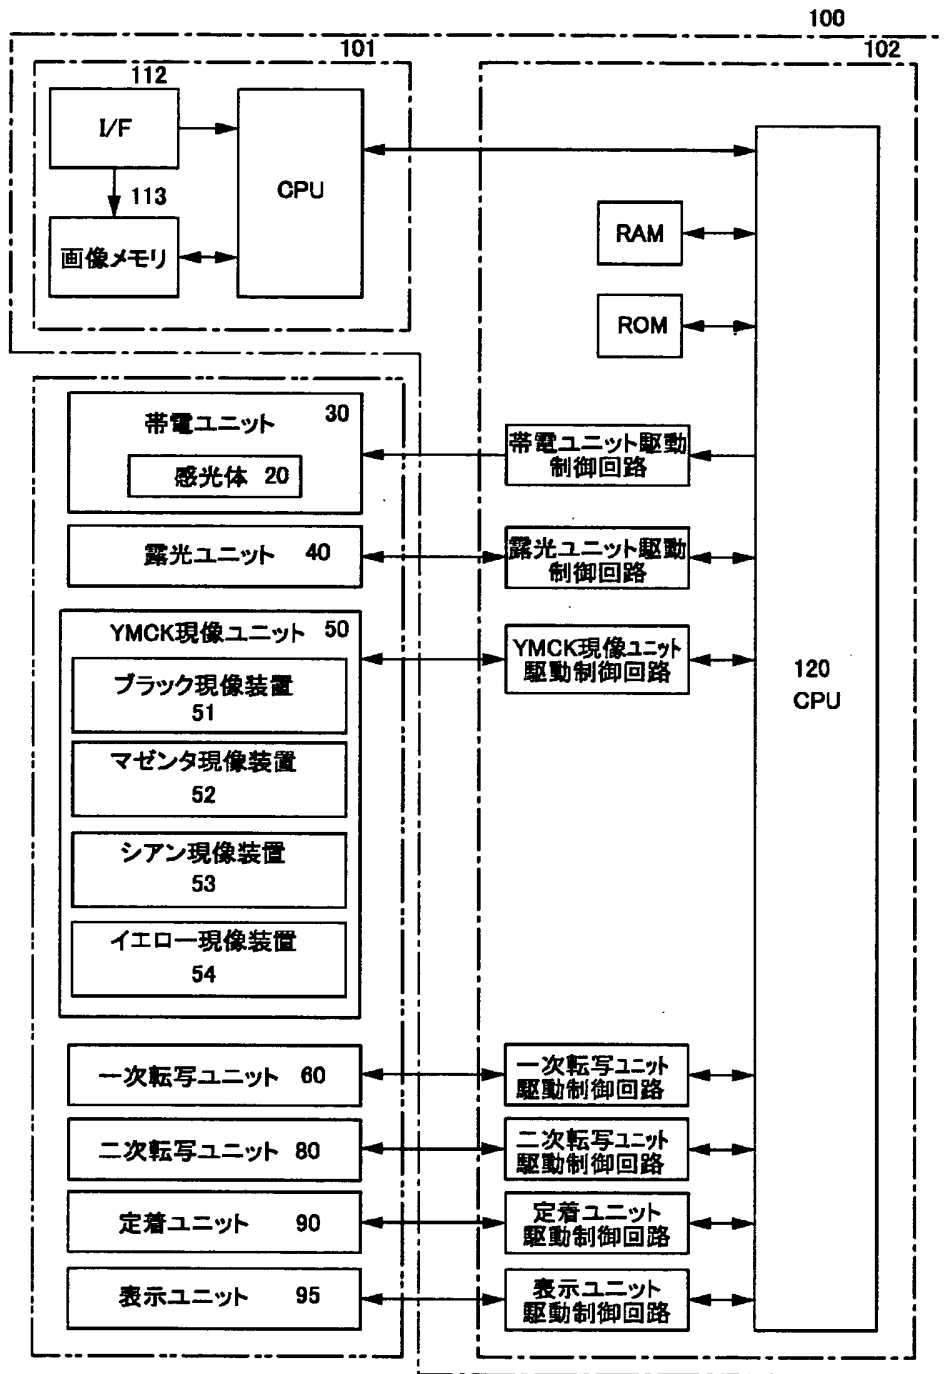 100
101
102
112
I/F
CPU
113
画像メモリ
RAM
ROM
帯電ユニット 30
感光体 20
帯電ユニット駆動
制御回路
露光ユニット 40
露光ユニット駆動
制御回路
YMCK現像ユニット 50
YMCK現像ユニット
駆動制御回路
ブラック現像装置
51
マゼンタ現像装置
52
シアン現像装置
53
イエロー現像装置
54
120
CPU
一次転写ユニット 60
一次転写ユニット
駆動制御回路
二次転写ユニット 80
二次転写ユニット
駆動制御回路
定着ユニット 90
定着ユニット
駆動制御回路
表示ユニット 95
表示ユニット
駆動制御回路